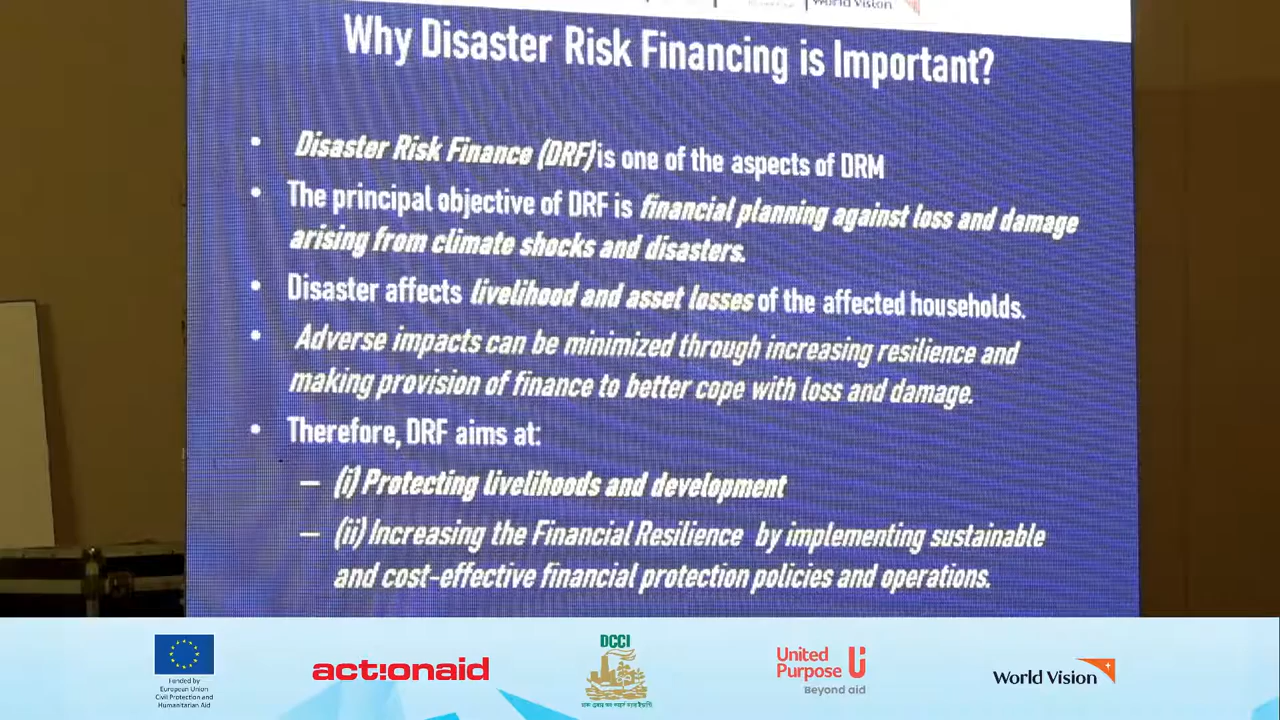 World Vision
Why Disaster Risk Financing is Important?
• Disaster Risk Finance (DRF) is one of the aspects of DRM
• The principal objective of DRF is financial planning against loss and damage
arising from climate shocks and disasters.
• Disaster affects livelihood and asset losses of the affected households.
• Adverse impacts can be minimized through increasing resilience and
making provision of finance to better cope with loss and damage.
• Therefore, DRF aims at:
– (i) Protecting livelihoods and development
– (ii) Increasing the Financial Resilience by implementing sustainable
and cost-effective financial protection policies and operations.
Funded by
European Union
Civil Protection and
Humanitarian Aid
act!onaid
DCCI
United
Purpose
Beyond aid
World Vision